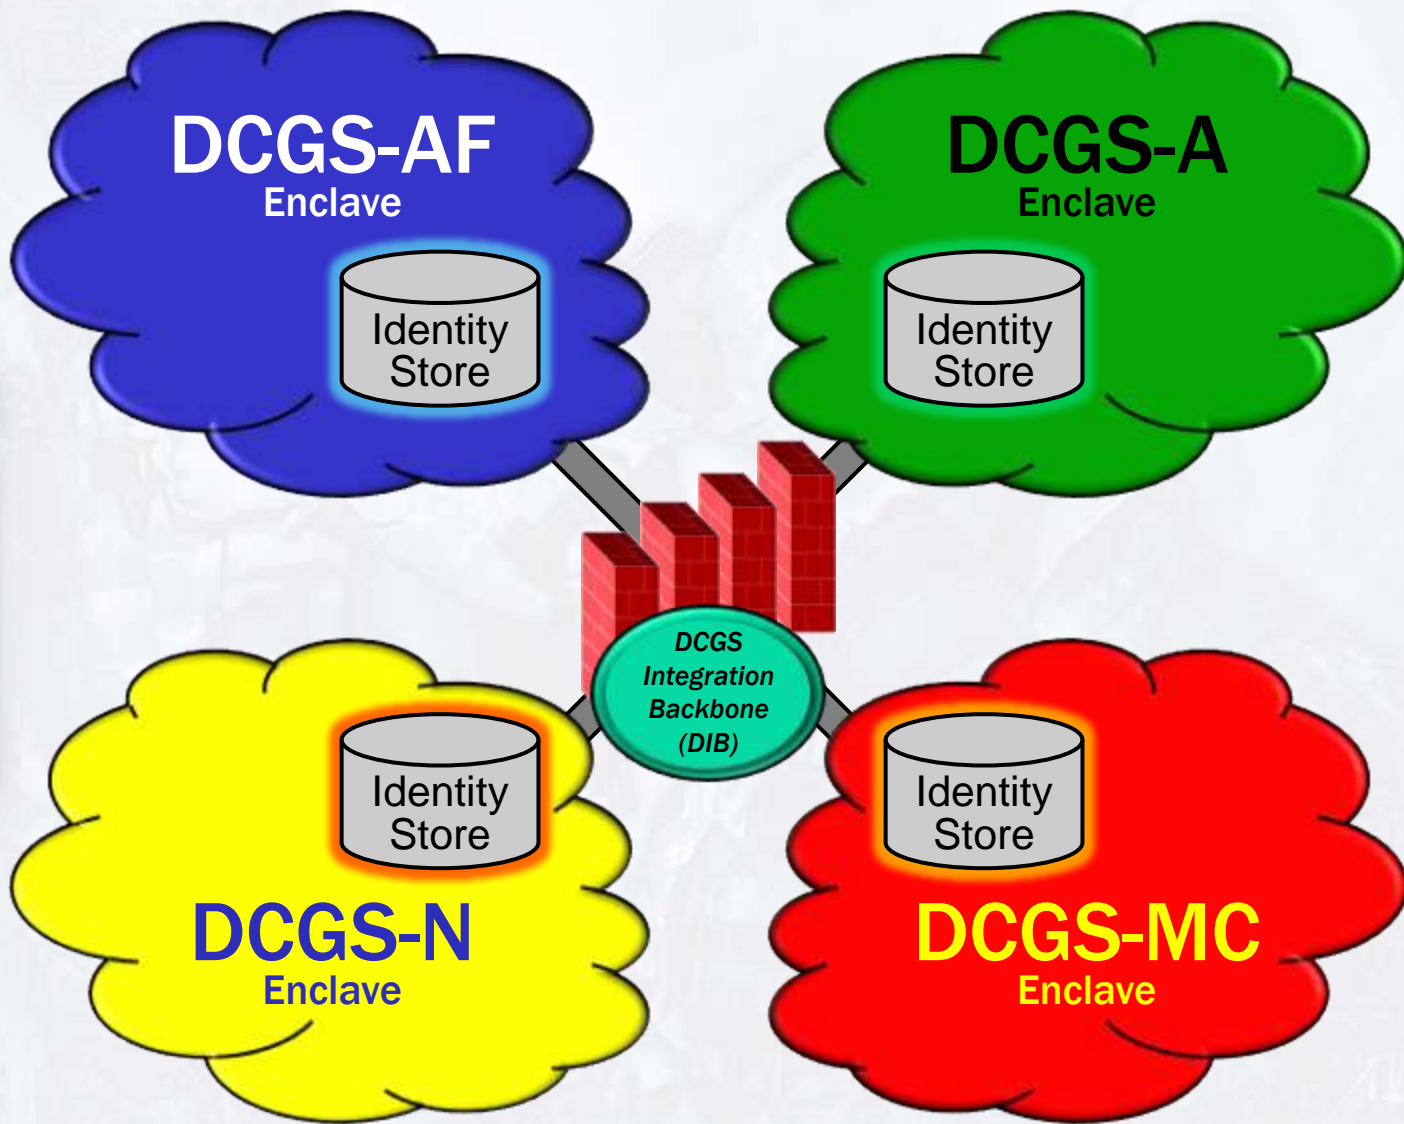 DCGS-AF
Enclave
Identity
Store
DCGS-A
Enclave
Identity
Store
DCGS
Integration
Backbone
(DIB)
Identity
Store
DCGS-N
Enclave
Identity
Store
DCGS-MC
Enclave